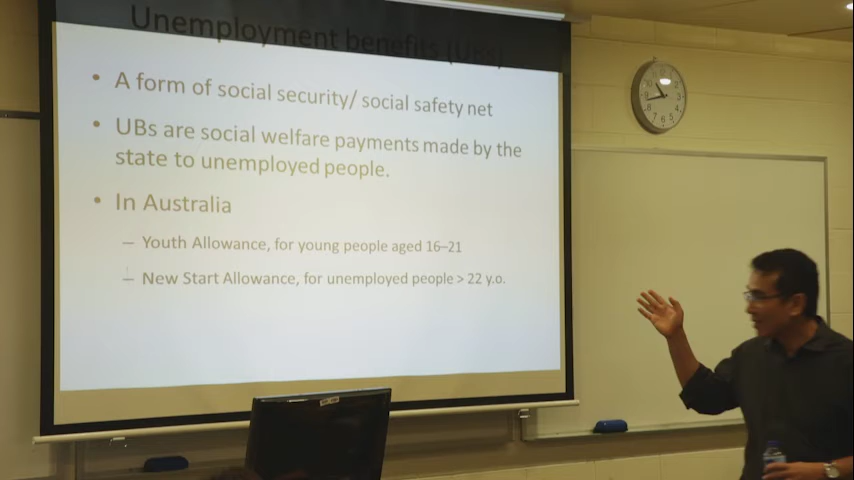 Unemployment benefits (UBs)
• A form of social security/ social safety net
• UBs are social welfare payments made by the
state to unemployed people.
• In Australia
– Youth Allowance, for young people aged 16–21
– New Start Allowance, for unemployed people > 22 y.o.